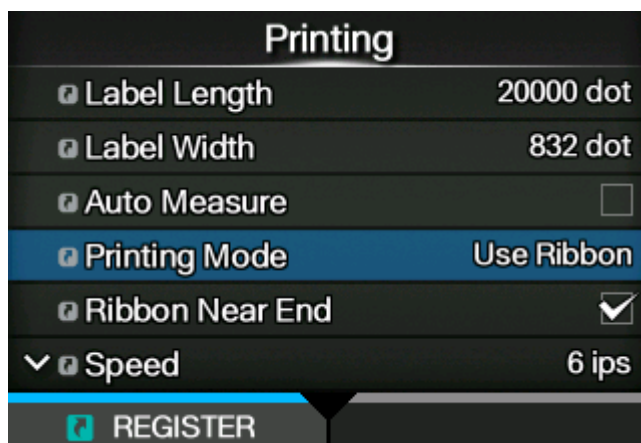 Printing
Label Length 20000 dot
Label Width 832 dot
Auto Measure
Printing Mode Use Ribbon
Ribbon Near End
Speed 6 ips
REGISTER